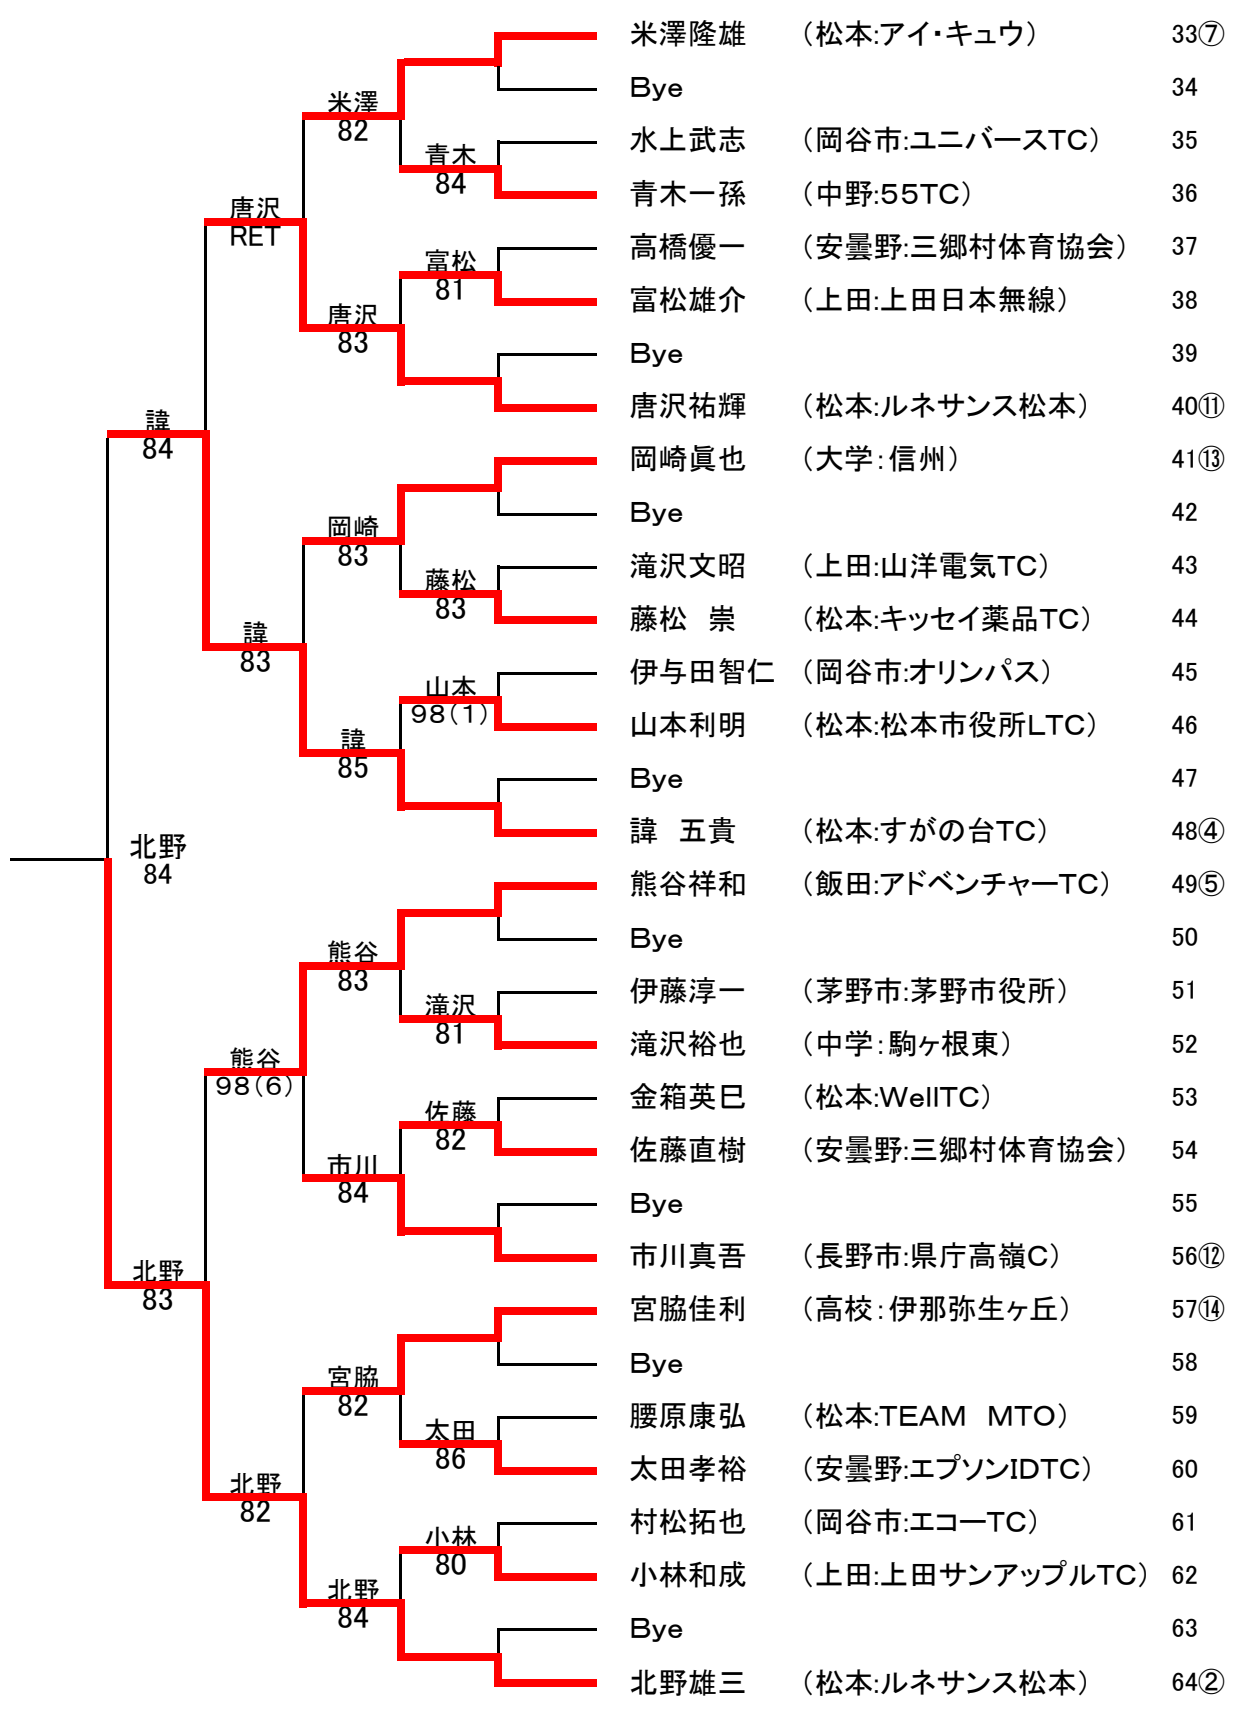 米澤隆雄 （松本:アイ・キュウ） 33⑦
Bye 34
米澤
82
水上武志 （岡谷市:ユニバースTC） 35
青木
84
青木一孫 （中野:55TC） 36
唐沢
RET
高橋優一 （安曇野:三郷村体育協会） 37
富松
81
富松雄介 （上田:上田日本無線） 38
唐沢
83
Bye 39
唐沢祐輝 （松本:ルネサンス松本） 40⑪
諱
84
岡崎眞也 （大学:信州） 41⑬
Bye 42
岡崎
83
滝沢文昭 （上田:山洋電気TC） 43
藤松
83
藤松　崇 （松本:キッセイ薬品TC） 44
諱
83
伊与田智仁 （岡谷市:オリンパス） 45
山本
98(1)
山本利明 （松本:松本市役所LTC） 46
諱
85
Bye 47
諱　五貴 （松本:すがの台TC） 48④
北野
84
熊谷祥和 （飯田:アドベンチャーTC） 49⑤
Bye 50
熊谷
83
伊藤淳一 （茅野市:茅野市役所） 51
滝沢
81
滝沢裕也 （中学:駒ヶ根東） 52
熊谷
98(6)
金箱英巳 （松本:WellTC） 53
佐藤
82
佐藤直樹 （安曇野:三郷村体育協会） 54
市川
84
Bye 55
市川真吾 （長野市:県庁高嶺C） 56⑫
北野
83
宮脇佳利 （高校:伊那弥生ヶ丘） 57⑭
Bye 58
宮脇
82
腰原康弘 （松本:TEAM　MTO） 59
太田
86
太田孝裕 （安曇野:エプソンIDTC） 60
北野
82
村松拓也 （岡谷市:エコーTC） 61
小林
80
小林和成 （上田:上田サンアップルTC） 62
北野
84
Bye 63
北野雄三 （松本:ルネサンス松本） 64②